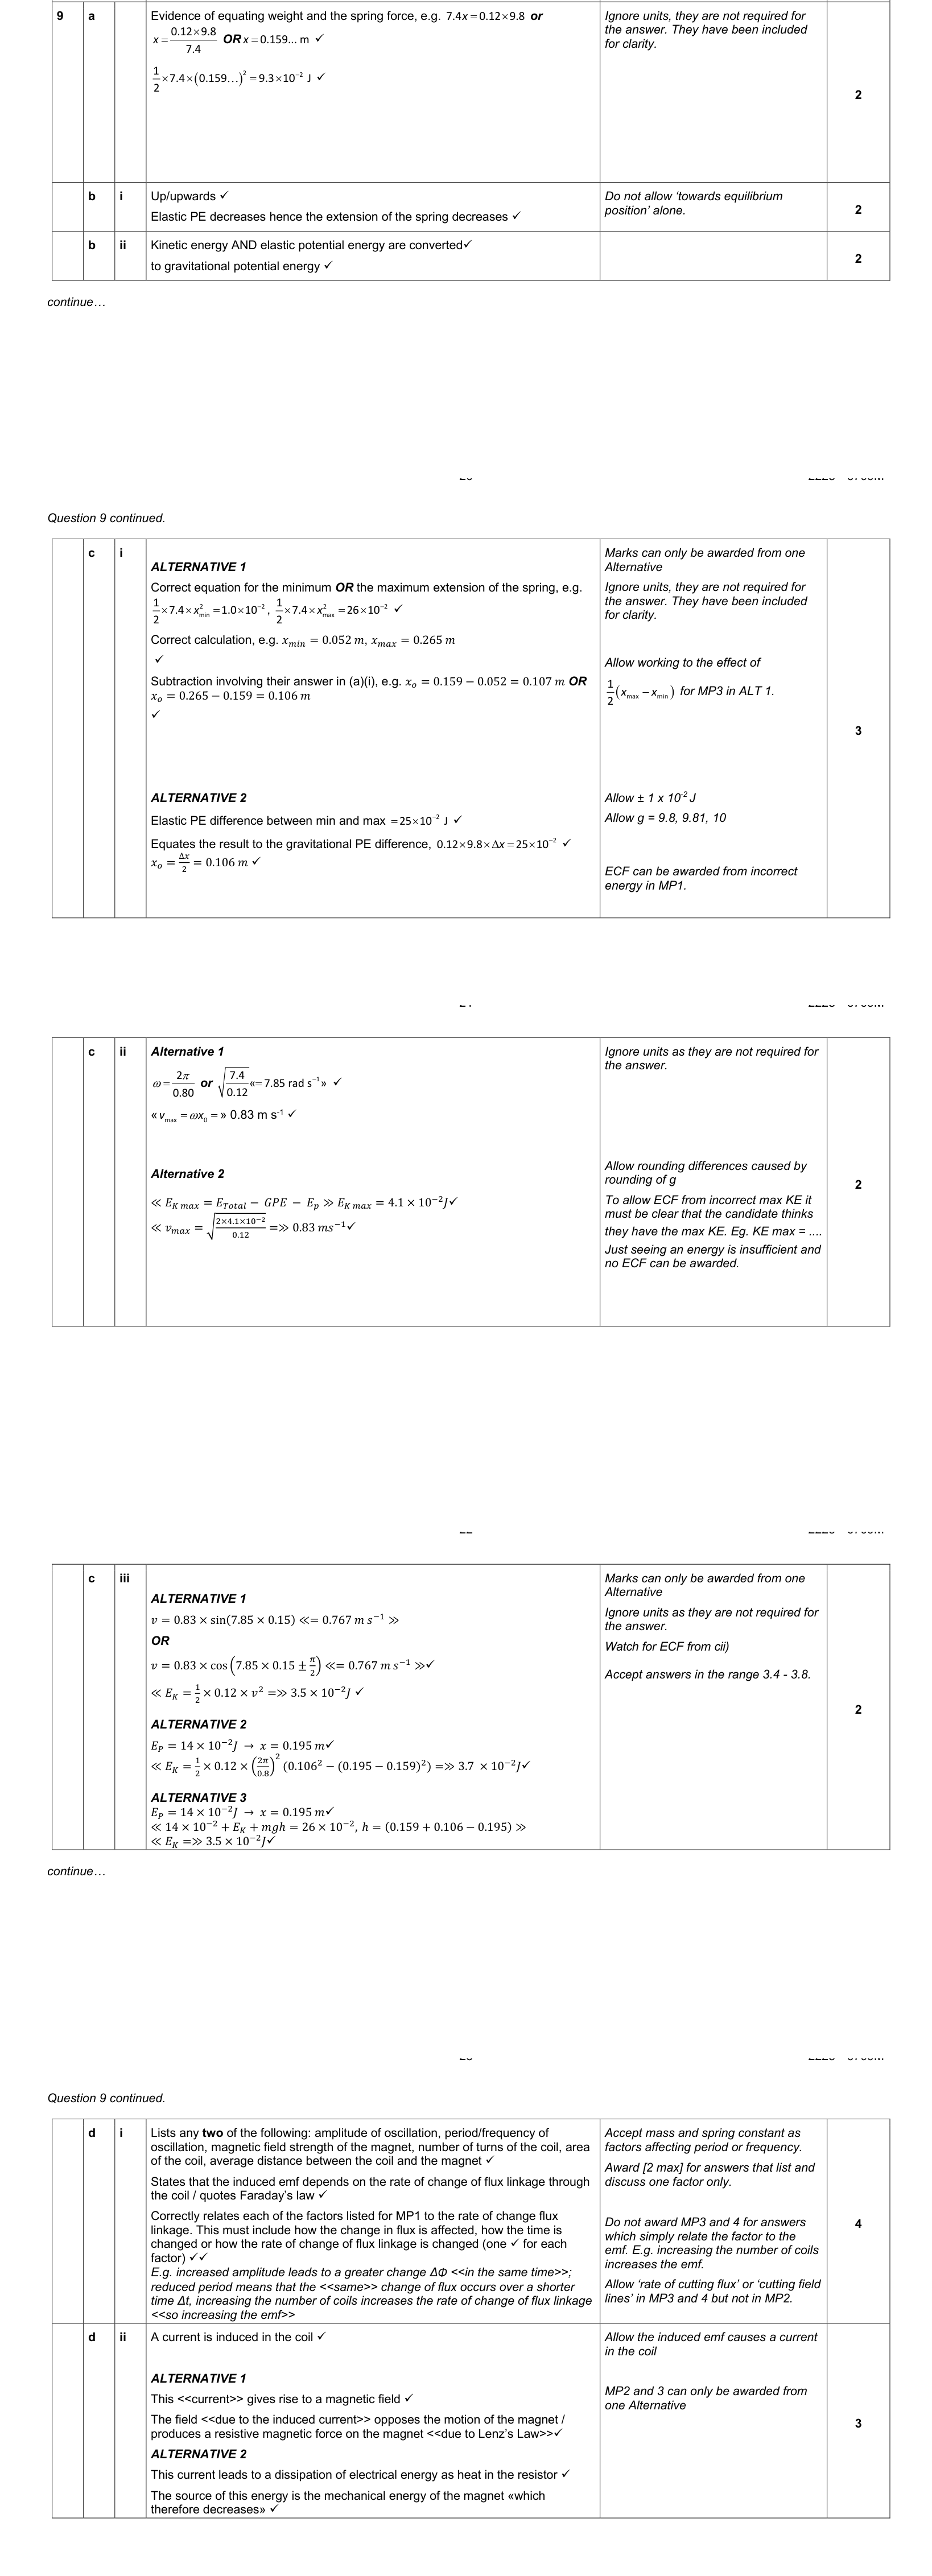 9 a Evidence of equating weight and the spring force, e.g. 7.4x = 0.12×9.8 or
x = 0.12×9.8/7.4 OR x = 0.159... m ✓
1/2 × 7.4 × (0.159…)² = 9.3×10⁻² J ✓
Ignore units, they are not required for
the answer. They have been included
for clarity.
2
b i Up/upwards ✓
Elastic PE decreases hence the extension of the spring decreases ✓
Do not allow ‘towards equilibrium
position’ alone.
2
b ii Kinetic energy AND elastic potential energy are converted✓
to gravitational potential energy ✓
2
continue…
Question 9 continued.
c i
ALTERNATIVE 1
Correct equation for the minimum OR the maximum extension of the spring, e.g.
1/2 × 7.4 × x²min = 1.0×10⁻² , 1/2 × 7.4 × x²max = 26×10⁻² ✓
Correct calculation, e.g. xmin = 0.052 m, xmax = 0.265 m
✓
Subtraction involving their answer in (a)(i), e.g. xo = 0.159 − 0.052 = 0.107 m OR
xo = 0.265 − 0.159 = 0.106 m
✓
ALTERNATIVE 2
Elastic PE difference between min and max = 25×10⁻² J ✓
Equates the result to the gravitational PE difference, 0.12×9.8×Δx = 25×10⁻² ✓
xo = Δx/2 = 0.106 m ✓
Marks can only be awarded from one
Alternative
Ignore units, they are not required for
the answer. They have been included
for clarity.
Allow working to the effect of
1/2 (xmax − xmin) for MP3 in ALT 1.
Allow ± 1 x 10⁻² J
Allow g = 9.8, 9.81, 10
ECF can be awarded from incorrect
energy in MP1.
3
c ii Alternative 1
ω = 2π/0.80 or √(7.4/0.12) «= 7.85 rad s⁻¹» ✓
« vmax = ωx0 = » 0.83 m s⁻¹ ✓
Alternative 2
≪ EK max = ETotal − GPE − Ep ≫ EK max = 4.1 × 10⁻²J✓
≪ vmax = √(2×4.1×10⁻²/0.12) =≫ 0.83 ms⁻¹✓
Ignore units as they are not required for
the answer.
Allow rounding differences caused by
rounding of g
To allow ECF from incorrect max KE it
must be clear that the candidate thinks
they have the max KE. Eg. KE max = ....
Just seeing an energy is insufficient and
no ECF can be awarded.
2
c iii
ALTERNATIVE 1
v = 0.83 × sin(7.85 × 0.15) ≪= 0.767 m s⁻¹ ≫
OR
v = 0.83 × cos (7.85 × 0.15 ± π/2) ≪= 0.767 m s⁻¹ ≫✓
≪ EK = 1/2 × 0.12 × v² =≫ 3.5 × 10⁻²J ✓
ALTERNATIVE 2
EP = 14 × 10⁻²J → x = 0.195 m✓
≪ EK = 1/2 × 0.12 × (2π/0.8)² (0.106² − (0.195 − 0.159)²) =≫ 3.7 × 10⁻²J✓
ALTERNATIVE 3
EP = 14 × 10⁻²J → x = 0.195 m✓
≪ 14 × 10⁻² + EK + mgh = 26 × 10⁻², h = (0.159 + 0.106 − 0.195) ≫
≪ EK =≫ 3.5 × 10⁻²J✓
Marks can only be awarded from one
Alternative
Ignore units as they are not required for
the answer.
Watch for ECF from cii)
Accept answers in the range 3.4 - 3.8.
2
continue…
Question 9 continued.
d i Lists any two of the following: amplitude of oscillation, period/frequency of
oscillation, magnetic field strength of the magnet, number of turns of the coil, area
of the coil, average distance between the coil and the magnet ✓
States that the induced emf depends on the rate of change of flux linkage through
the coil / quotes Faraday’s law ✓
Correctly relates each of the factors listed for MP1 to the rate of change flux
linkage. This must include how the change in flux is affected, how the time is
changed or how the rate of change of flux linkage is changed (one ✓ for each
factor) ✓✓
E.g. increased amplitude leads to a greater change ΔΦ <<in the same time>>;
reduced period means that the <<same>> change of flux occurs over a shorter
time Δt, increasing the number of coils increases the rate of change of flux linkage
<<so increasing the emf>>
Accept mass and spring constant as
factors affecting period or frequency.
Award [2 max] for answers that list and
discuss one factor only.
Do not award MP3 and 4 for answers
which simply relate the factor to the
emf. E.g. increasing the number of coils
increases the emf.
Allow ‘rate of cutting flux’ or ‘cutting field
lines’ in MP3 and 4 but not in MP2.
4
d ii A current is induced in the coil ✓
ALTERNATIVE 1
This <<current>> gives rise to a magnetic field ✓
The field <<due to the induced current>> opposes the motion of the magnet /
produces a resistive magnetic force on the magnet <<due to Lenz’s Law>>✓
ALTERNATIVE 2
This current leads to a dissipation of electrical energy as heat in the resistor ✓
The source of this energy is the mechanical energy of the magnet «which
therefore decreases» ✓
Allow the induced emf causes a current
in the coil
MP2 and 3 can only be awarded from
one Alternative
3